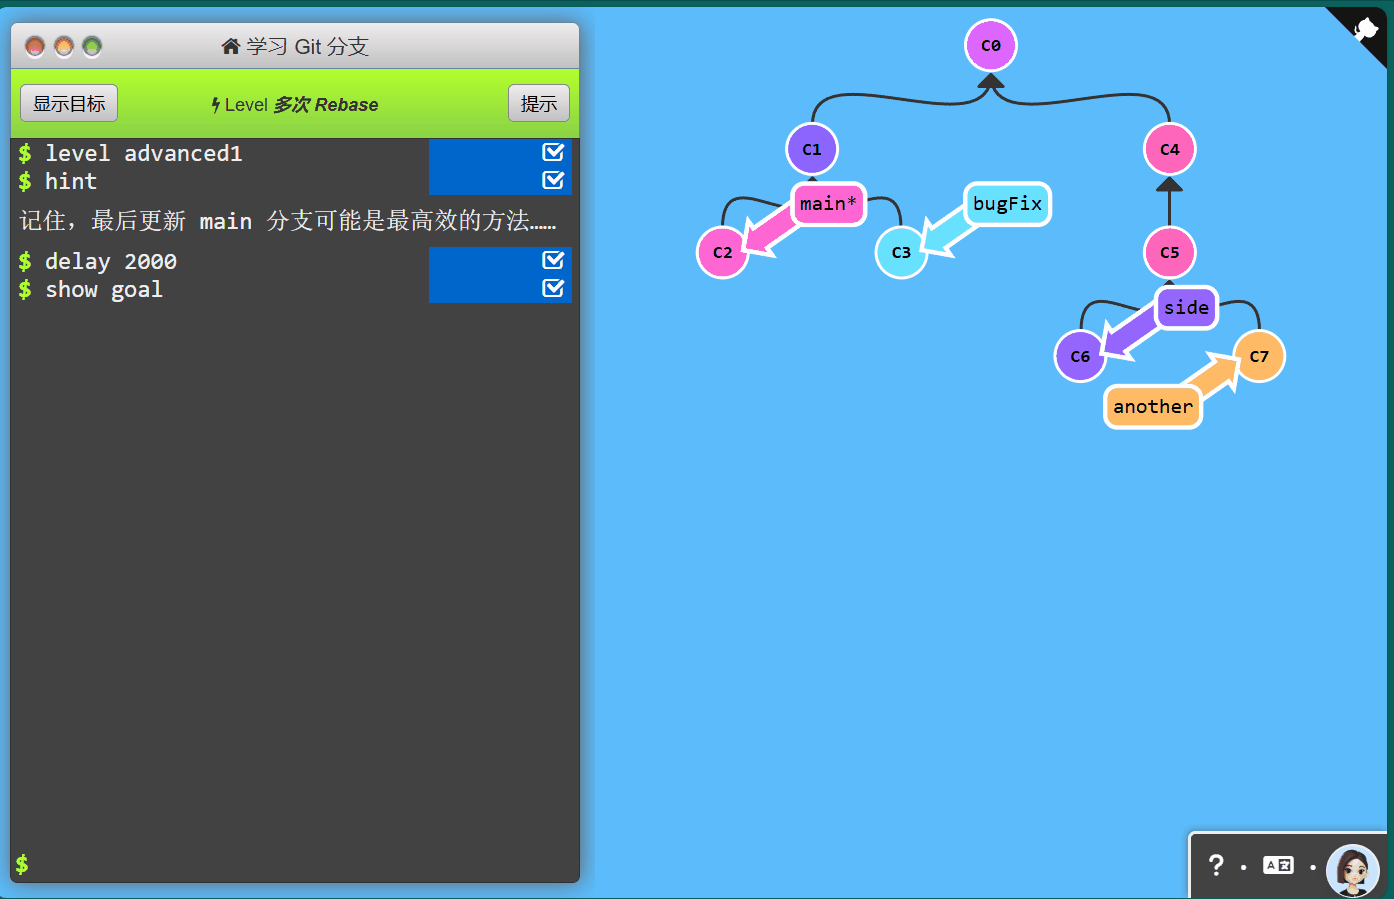 学习 Git 分支
显示目标
Level 多次 Rebase
提示
$ level advanced1
$ hint
记住，最后更新 main 分支可能是最高效的方法……
$ delay 2000
$ show goal
$
C0
C1
C4
main*
bugFix
C2
C3
C5
side
C6
C7
another
?
A